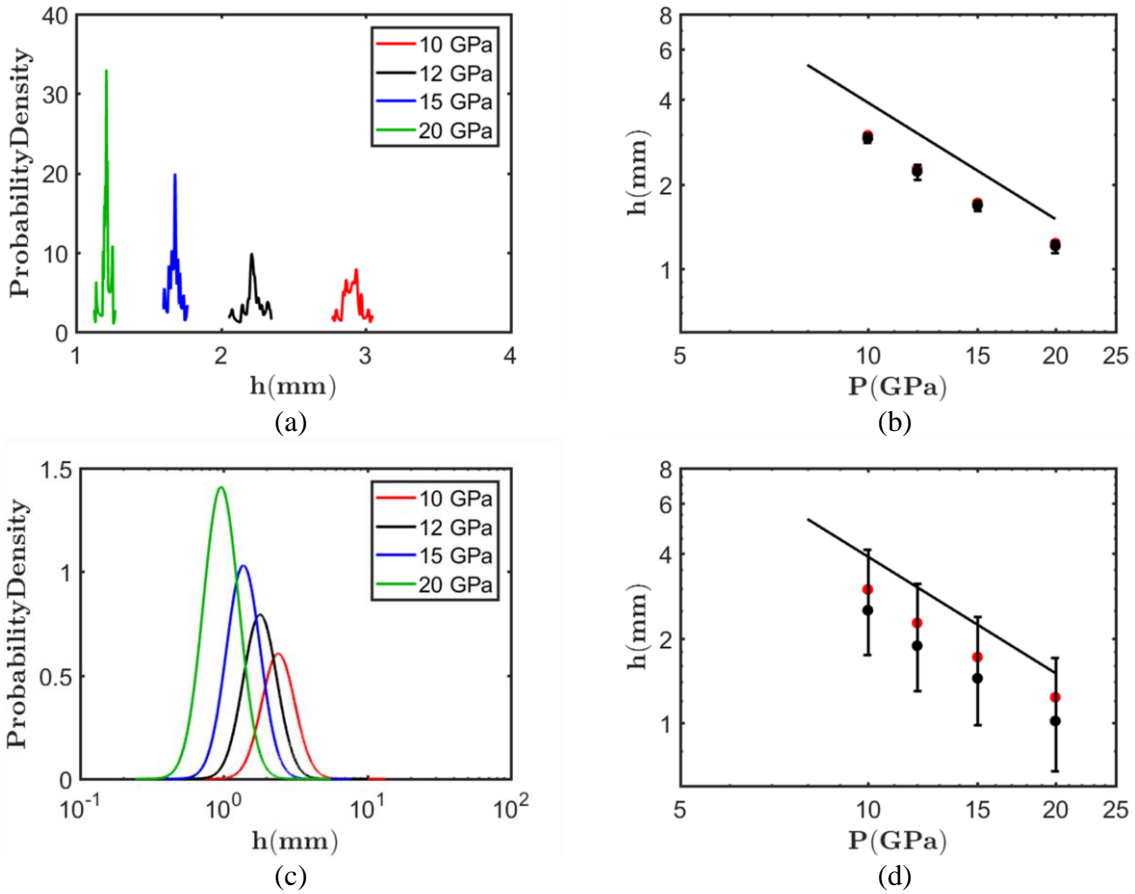 40
30
20
10
0
ProbabilityDensity
10 GPa
12 GPa
15 GPa
20 GPa
1 2 3 4
h(mm)
(a)
8
6
4
2
1
h(mm)
5 10 15 20 25
P(GPa)
(b)
1.5
1
0.5
0
ProbabilityDensity
10 GPa
12 GPa
15 GPa
20 GPa
10^-1 10^0 10^1 10^2
h(mm)
(c)
8
6
4
2
1
h(mm)
5 10 15 20 25
P(GPa)
(d)